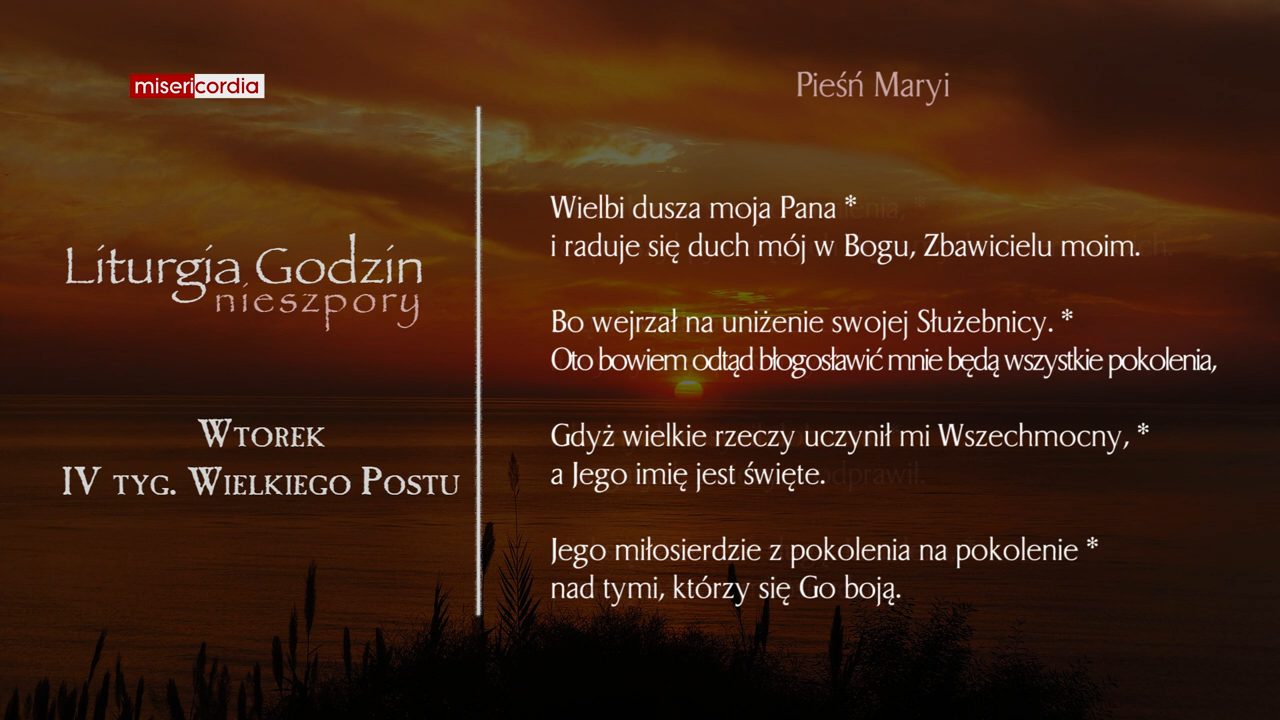 misericordia
Liturgia Godzin
nieszpory
Wtorek
IV tyg. Wielkiego Postu
Pieśń Maryi
Wielbi dusza moja Pana *
i raduje się duch mój w Bogu, Zbawicielu moim.
Bo wejrzał na uniżenie swojej Służebnicy. *
Oto bowiem odtąd błogosławić mnie będą wszystkie pokolenia,
Gdyż wielkie rzeczy uczynił mi Wszechmocny, *
a Jego imię jest święte.
Jego miłosierdzie z pokolenia na pokolenie *
nad tymi, którzy się Go boją.